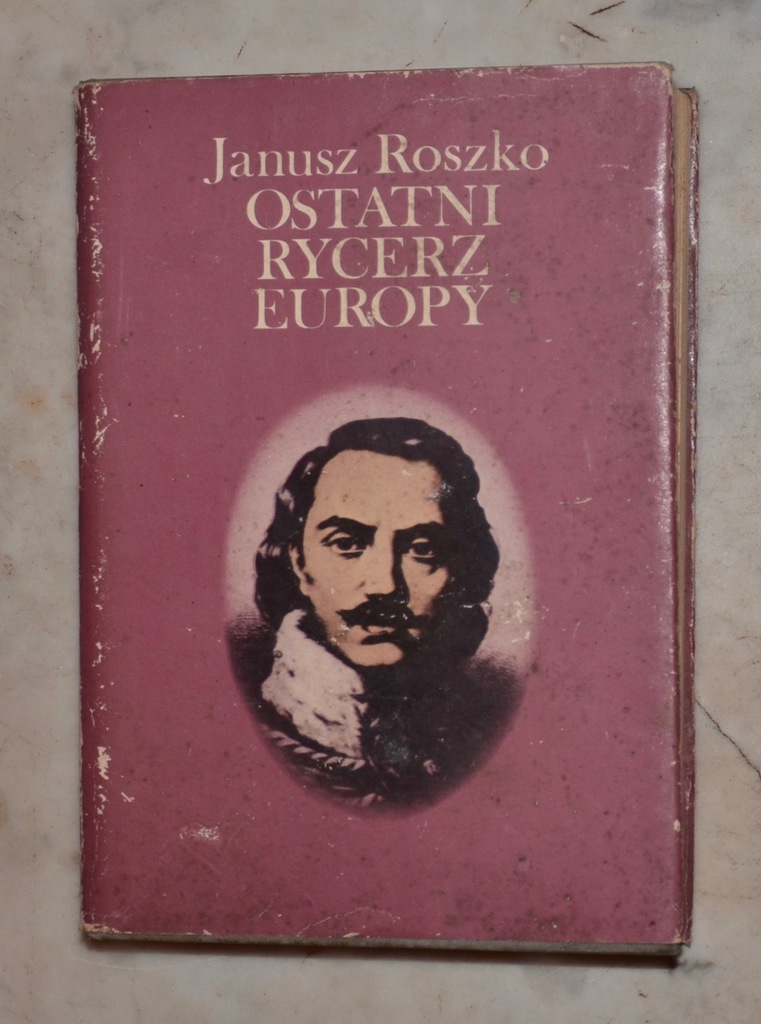 Janusz Roszko
OSTATNI
RYCERZ
EUROPY